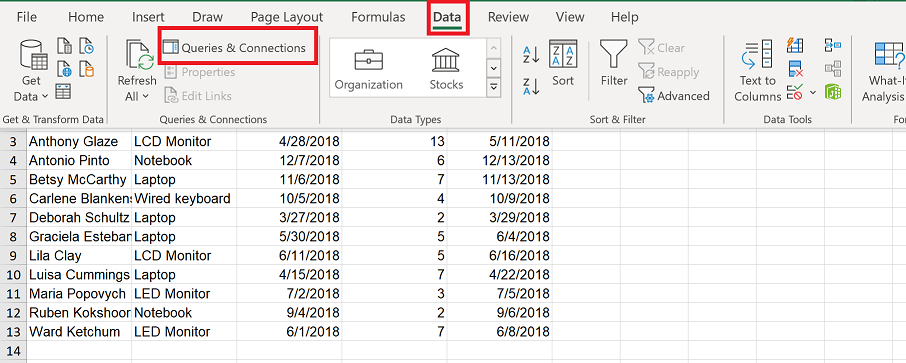 File Home Insert Draw Page Layout Formulas Data Review View Help
Get Data
Refresh All
Queries & Connections
Properties
Edit Links
Organization
Stocks
Sort
Filter
Clear
Reapply
Advanced
Text to Columns
What-If
Analysis
Get & Transform Data Queries & Connections Data Types Sort & Filter Data Tools Fo
3 Anthony Glaze LCD Monitor 4/28/2018 13 5/11/2018
4 Antonio Pinto Notebook 12/7/2018 6 12/13/2018
5 Betsy McCarthy Laptop 11/6/2018 7 11/13/2018
6 Carlene Blankens Wired keyboard 10/5/2018 4 10/9/2018
7 Deborah Schultz Laptop 3/27/2018 2 3/29/2018
8 Graciela Esteban Laptop 5/30/2018 5 6/4/2018
9 Lila Clay LCD Monitor 6/11/2018 5 6/16/2018
10 Luisa Cummings Laptop 4/15/2018 7 4/22/2018
11 Maria Popovych LED Monitor 7/2/2018 3 7/5/2018
12 Ruben Kokshoor Notebook 9/4/2018 2 9/6/2018
13 Ward Ketchum LED Monitor 6/1/2018 7 6/8/2018
14